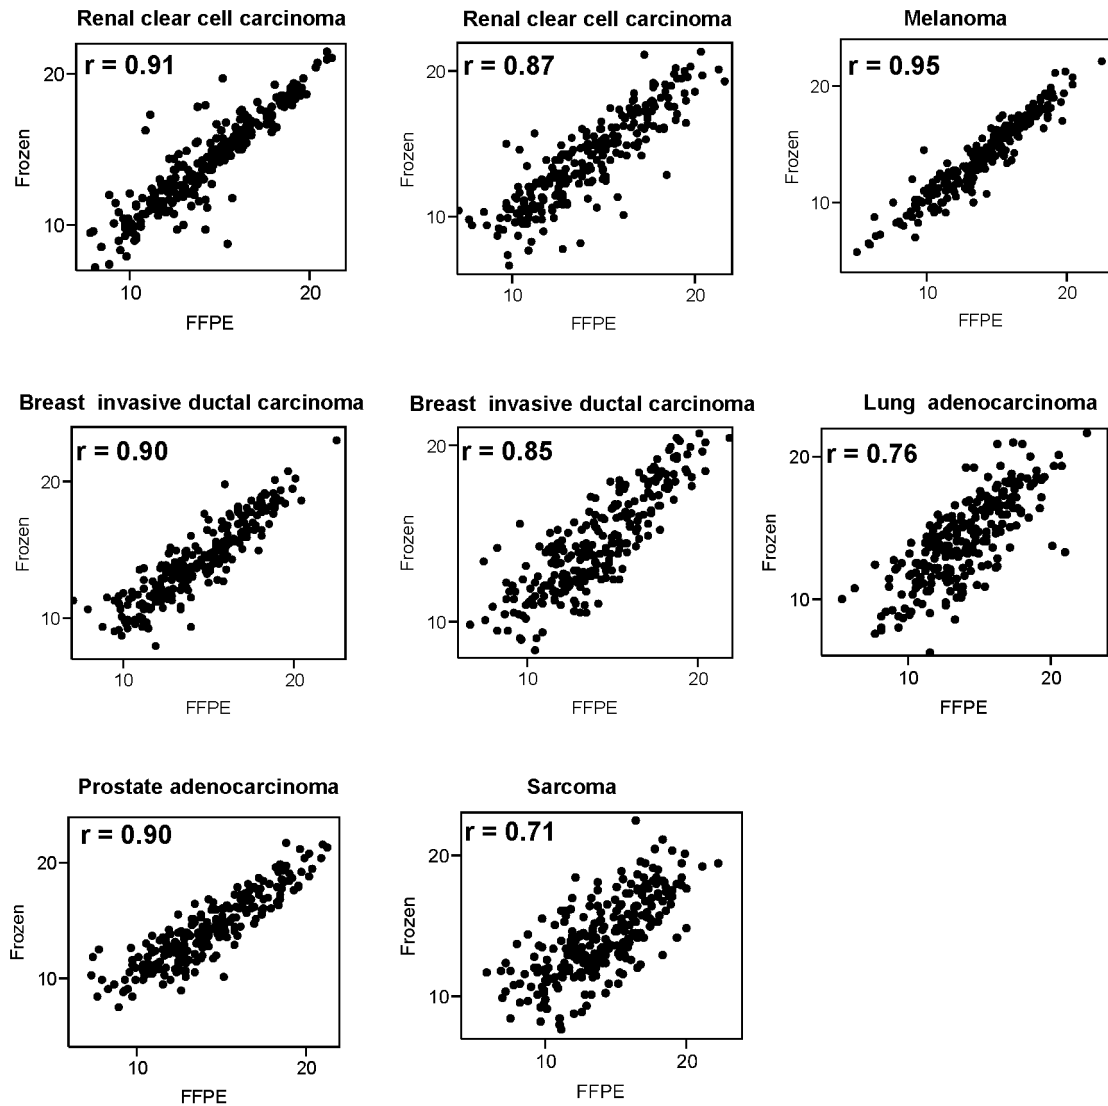 Renal clear cell carcinoma
r = 0.91
20
10
Frozen
10 20
FFPE
Renal clear cell carcinoma
r = 0.87
20
10
Frozen
10 20
FFPE
Melanoma
r = 0.95
20
10
Frozen
10 20
FFPE
Breast invasive ductal carcinoma
r = 0.90
20
10
Frozen
10 20
FFPE
Breast invasive ductal carcinoma
r = 0.85
20
10
Frozen
10 20
FFPE
Lung adenocarcinoma
r = 0.76
20
10
Frozen
10 20
FFPE
Prostate adenocarcinoma
r = 0.90
20
10
Frozen
10 20
FFPE
Sarcoma
r = 0.71
20
10
Frozen
10 20
FFPE